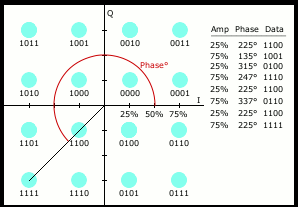 Q
1011 1001 0010 0011
Phase°
1010 1000 0000 0001
I
25% 50% 75%
1101 1100 0100 0110
1111 1110 0101 0111
Amp Phase Data
25% 225° 1100
75% 135° 1001
25% 315° 0100
75% 247° 1110
25% 225° 1100
75% 337° 0110
25% 225° 1100
75% 225° 1111